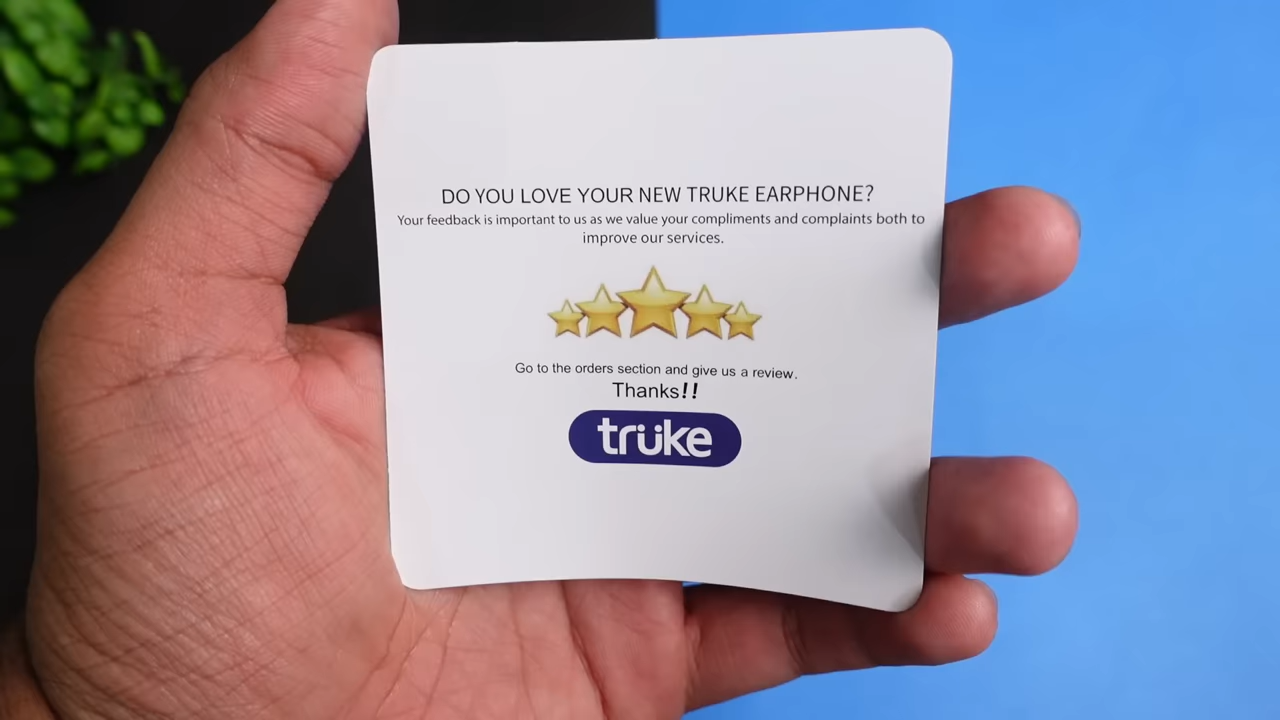 DO YOU LOVE YOUR NEW TRUKE EARPHONE?
Your feedback is important to us as we value your compliments and complaints both to
improve our services.
Go to the orders section and give us a review.
Thanks!!
trüke